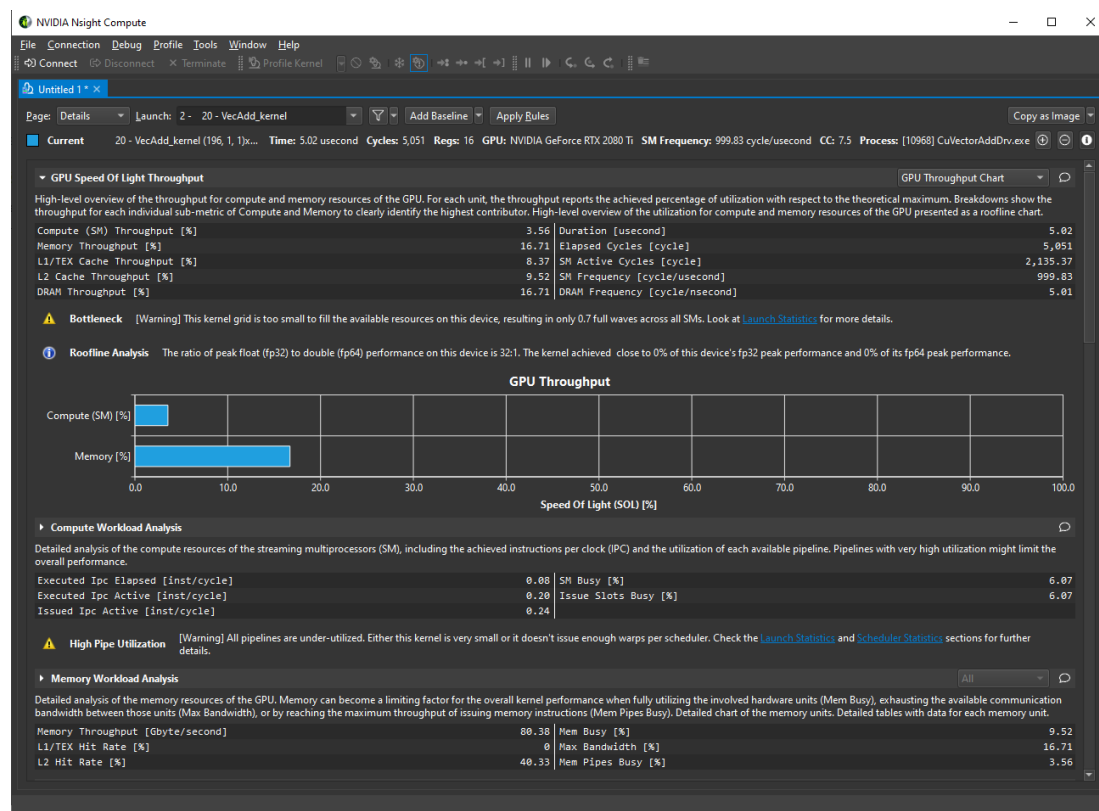 NVIDIA Nsight Compute
File Connection Debug Profile Tools Window Help
Connect Disconnect Terminate Profile Kernel
Untitled 1 *
Page: Details Launch: 2 - 20 - VecAdd_kernel Add Baseline Apply Rules Copy as Image
Current 20 - VecAdd_kernel (196, 1, 1)x... Time: 5.02 usecond Cycles: 5,051 Regs: 16 GPU: NVIDIA GeForce RTX 2080 Ti SM Frequency: 999.83 cycle/usecond CC: 7.5 Process: [10968] CuVectorAddDrv.exe
GPU Speed Of Light Throughput GPU Throughput Chart
High-level overview of the throughput for compute and memory resources of the GPU. For each unit, the throughput reports the achieved percentage of utilization with respect to the theoretical maximum. Breakdowns show the
throughput for each individual sub-metric of Compute and Memory to clearly identify the highest contributor. High-level overview of the utilization for compute and memory resources of the GPU presented as a roofline chart.
Compute (SM) Throughput [%] 3.56 Duration [usecond] 5.02
Memory Throughput [%] 16.71 Elapsed Cycles [cycle] 5,051
L1/TEX Cache Throughput [%] 8.37 SM Active Cycles [cycle] 2,135.37
L2 Cache Throughput [%] 9.52 SM Frequency [cycle/usecond] 999.83
DRAM Throughput [%] 16.71 DRAM Frequency [cycle/nsecond] 5.01
Bottleneck [Warning] This kernel grid is too small to fill the available resources on this device, resulting in only 0.7 full waves across all SMs. Look at Launch Statistics for more details.
Roofline Analysis The ratio of peak float (fp32) to double (fp64) performance on this device is 32:1. The kernel achieved close to 0% of this device's fp32 peak performance and 0% of its fp64 peak performance.
GPU Throughput
Compute (SM) [%]
Memory [%]
0.0 10.0 20.0 30.0 40.0 50.0 60.0 70.0 80.0 90.0 100.0
Speed Of Light (SOL) [%]
Compute Workload Analysis
Detailed analysis of the compute resources of the streaming multiprocessors (SM), including the achieved instructions per clock (IPC) and the utilization of each available pipeline. Pipelines with very high utilization might limit the
overall performance.
Executed Ipc Elapsed [inst/cycle] 0.08 SM Busy [%] 6.07
Executed Ipc Active [inst/cycle] 0.20 Issue Slots Busy [%] 6.07
Issued Ipc Active [inst/cycle] 0.24
High Pipe Utilization [Warning] All pipelines are under-utilized. Either this kernel is very small or it doesn't issue enough warps per scheduler. Check the Launch Statistics and Scheduler Statistics sections for further
details.
Memory Workload Analysis All
Detailed analysis of the memory resources of the GPU. Memory can become a limiting factor for the overall kernel performance when fully utilizing the involved hardware units (Mem Busy), exhausting the available communication
bandwidth between those units (Max Bandwidth), or by reaching the maximum throughput of issuing memory instructions (Mem Pipes Busy). Detailed chart of the memory units. Detailed tables with data for each memory unit.
Memory Throughput [Gbyte/second] 80.38 Mem Busy [%] 9.52
L1/TEX Hit Rate [%] 0 Max Bandwidth [%] 16.71
L2 Hit Rate [%] 40.33 Mem Pipes Busy [%] 3.56